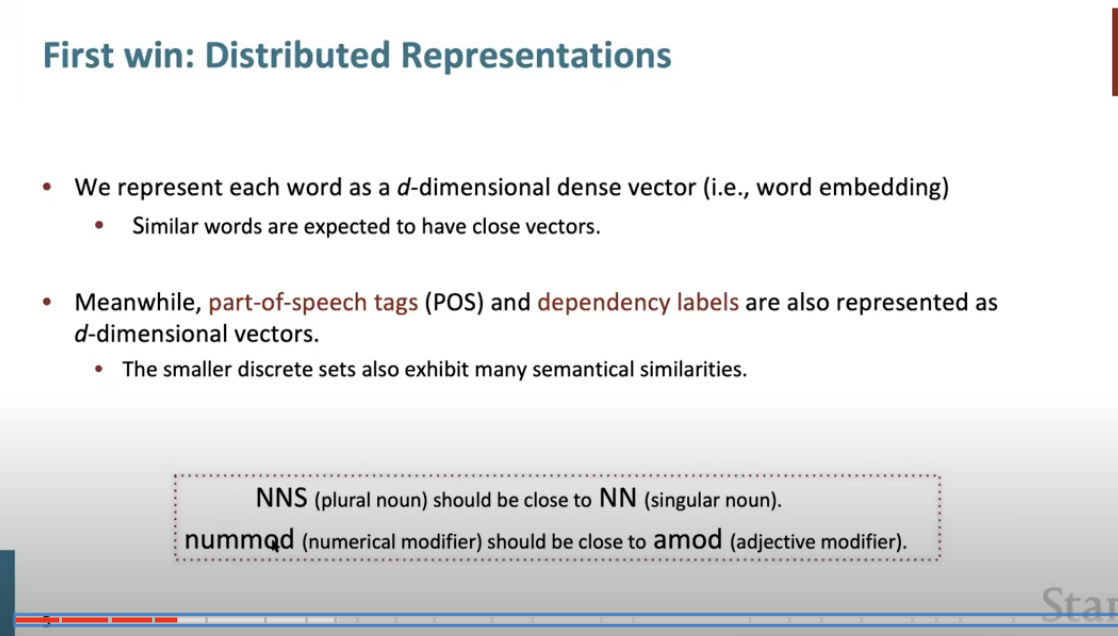 First win: Distributed Representations
• We represent each word as a d-dimensional dense vector (i.e., word embedding)
• Similar words are expected to have close vectors.
• Meanwhile, part-of-speech tags (POS) and dependency labels are also represented as
d-dimensional vectors.
• The smaller discrete sets also exhibit many semantical similarities.
NNS (plural noun) should be close to NN (singular noun).
nummod (numerical modifier) should be close to amod (adjective modifier).